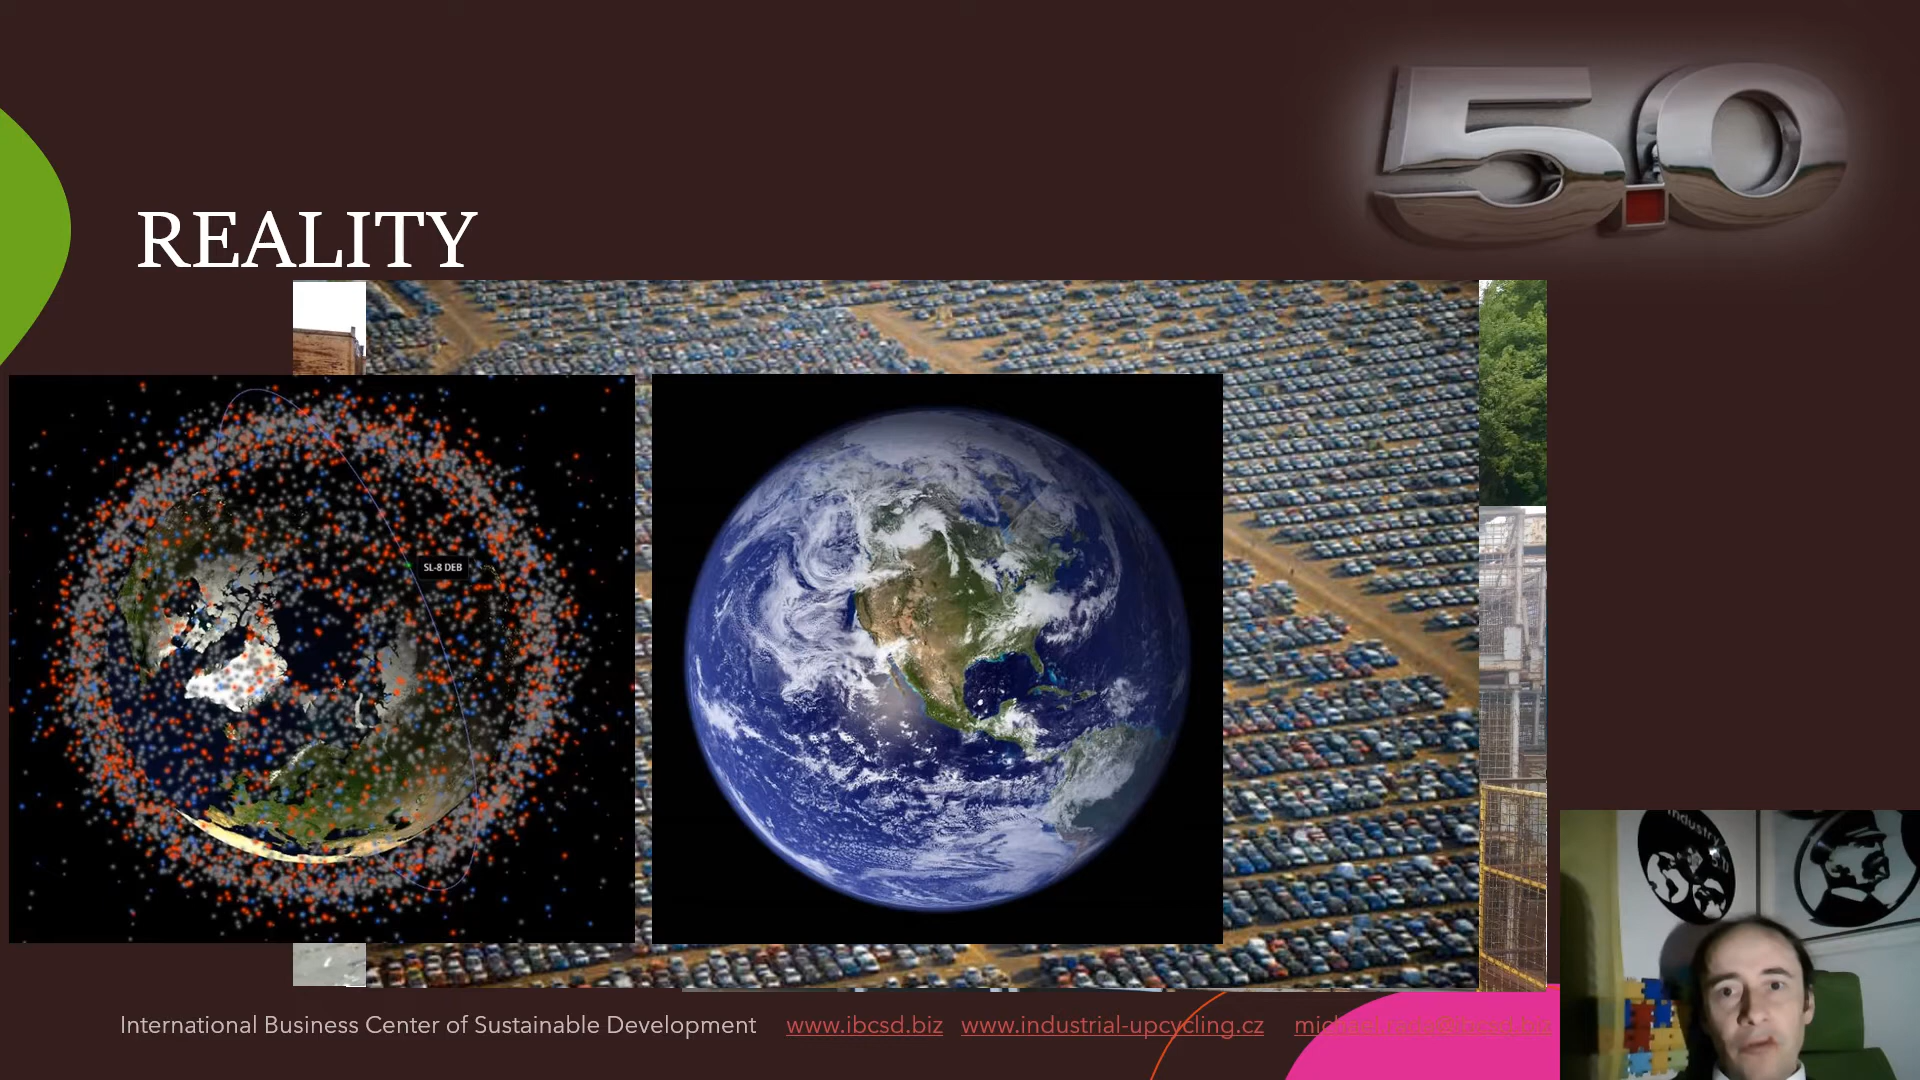 5.0
REALITY
SL-8 DEB
industry
International Business Center of Sustainable Development www.ibcsd.biz www.industrial-upcycling.cz